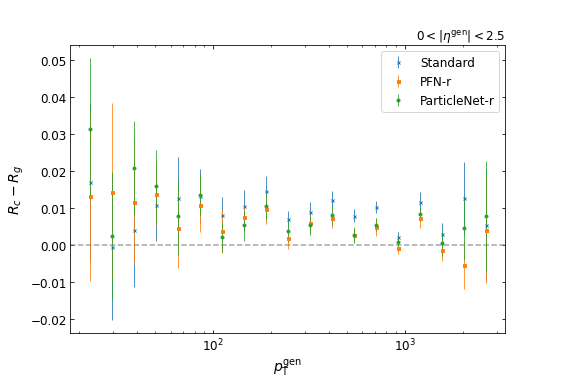 0 < |η^gen| < 2.5
Standard
PFN-r
ParticleNet-r
R_c − R_g
0.05
0.04
0.03
0.02
0.01
0.00
−0.01
−0.02
10^2
10^3
p_T^gen